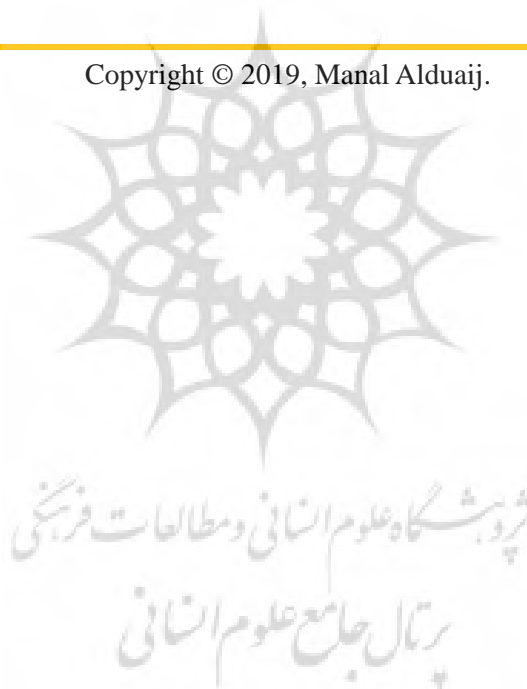 Copyright © 2019, Manal Alduaij.
پژوهشگاه علوم انسانی و مطالعات فرهنگی
پرتال جامع علوم انسانی